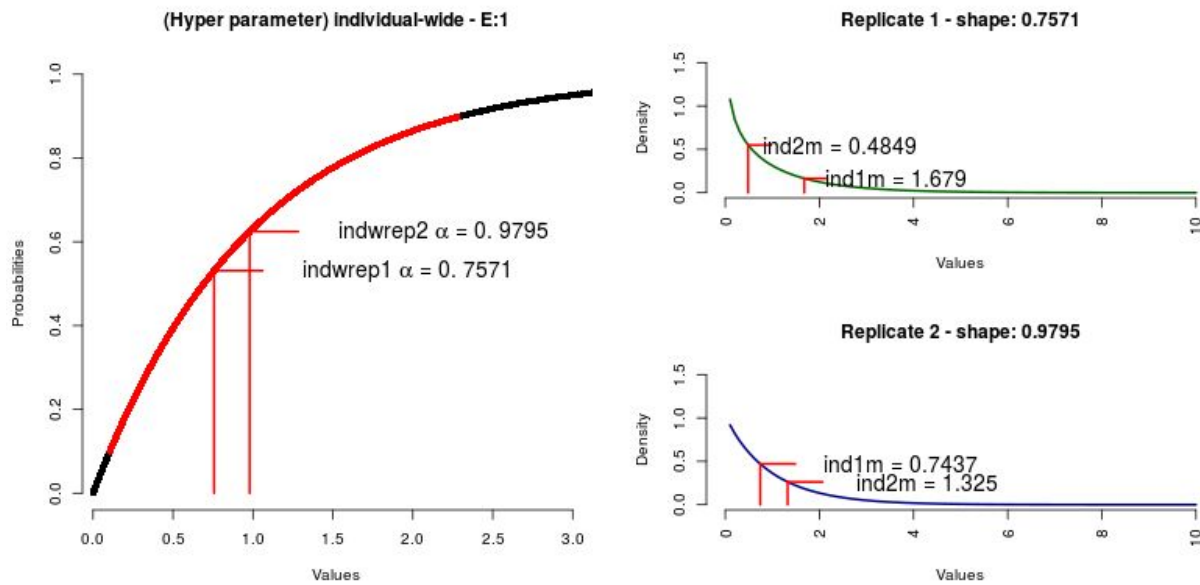 (Hyper parameter) individual-wide - E:1
Probabilities
1.0
0.8
0.6
0.4
0.2
0.0
indwrep2 α = 0. 9795
indwrep1 α = 0. 7571
0.0 0.5 1.0 1.5 2.0 2.5 3.0
Values
Replicate 1 - shape: 0.7571
Density
1.5
1.0
0.5
0.0
ind2m = 0.4849
ind1m = 1.679
0 2 4 6 8 10
Values
Replicate 2 - shape: 0.9795
Density
1.5
1.0
0.5
0.0
ind1m = 0.7437
ind2m = 1.325
0 2 4 6 8 10
Values